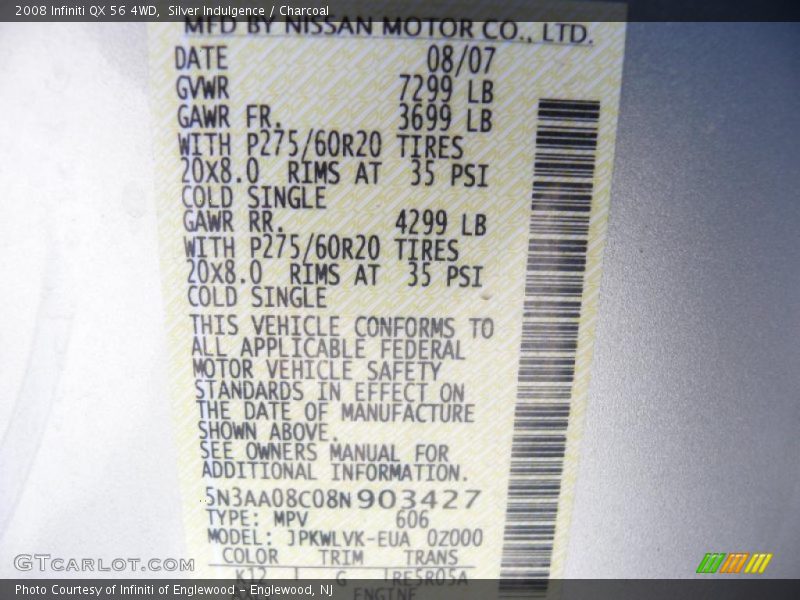 2008 Infiniti QX 56 4WD, Silver Indulgence / Charcoal
MFD BY NISSAN MOTOR CO., LTD.
DATE 08/07
GVWR 7299 LB
GAWR FR. 3699 LB
WITH P275/60R20 TIRES
20X8.0 RIMS AT 35 PSI
COLD SINGLE
GAWR RR. 4299 LB
WITH P275/60R20 TIRES
20X8.0 RIMS AT 35 PSI
COLD SINGLE
THIS VEHICLE CONFORMS TO
ALL APPLICABLE FEDERAL
MOTOR VEHICLE SAFETY
STANDARDS IN EFFECT ON
THE DATE OF MANUFACTURE
SHOWN ABOVE.
SEE OWNERS MANUAL FOR
ADDITIONAL INFORMATION.
5N3AA08C08N903427
TYPE: MPV 606
MODEL: JPKWLVK-EUA 0Z000
COLOR TRIM TRANS
K12 G RE5R05A
ENGINE
GTCarLot.com
Photo Courtesy of Infiniti of Englewood - Englewood, NJ